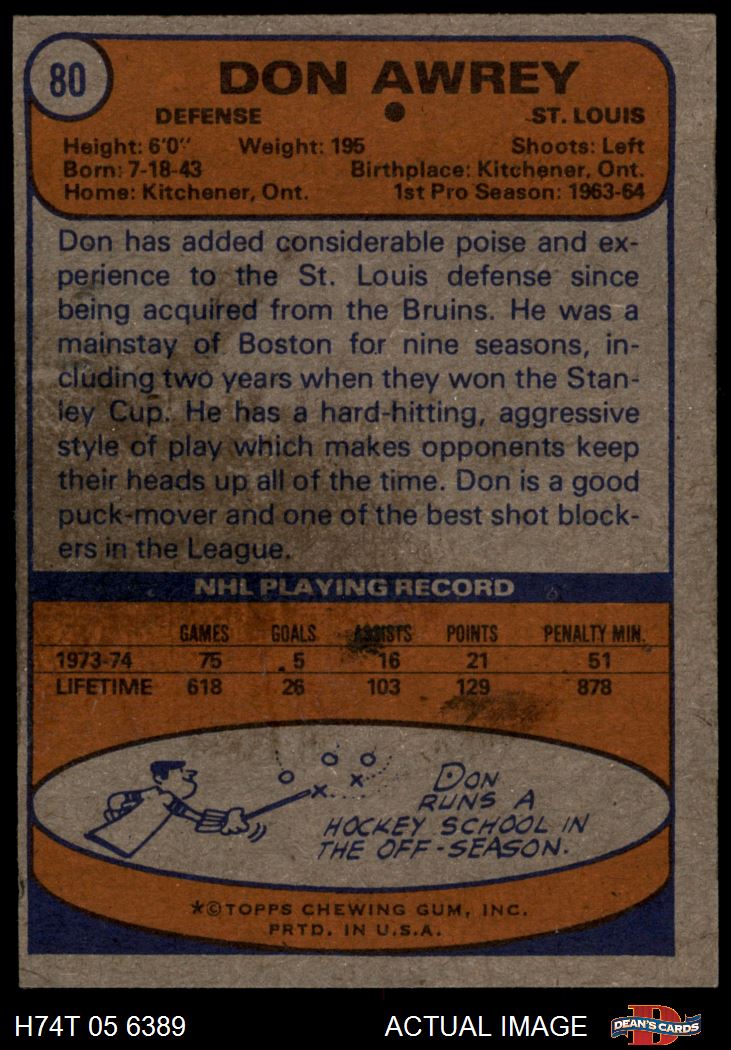 80
DON AWREY
DEFENSE ST. LOUIS
Height: 6'0" Weight: 195 Shoots: Left
Born: 7-18-43 Birthplace: Kitchener, Ont.
Home: Kitchener, Ont. 1st Pro Season: 1963-64
Don has added considerable poise and ex-
perience to the St. Louis defense since
being acquired from the Bruins. He was a
mainstay of Boston for nine seasons, in-
cluding two years when they won the Stan-
ley Cup. He has a hard-hitting, aggressive
style of play which makes opponents keep
their heads up all of the time. Don is a good
puck-mover and one of the best shot block-
ers in the League.
NHL PLAYING RECORD
GAMES GOALS ASSISTS POINTS PENALTY MIN.
1973-74 75 5 16 21 51
LIFETIME 618 26 103 129 878
DON
RUNS A
HOCKEY SCHOOL IN
THE OFF-SEASON.
*©TOPPS CHEWING GUM, INC.
PRTD. IN U.S.A.
H74T 05 6389 ACTUAL IMAGE DEAN'S CARDS